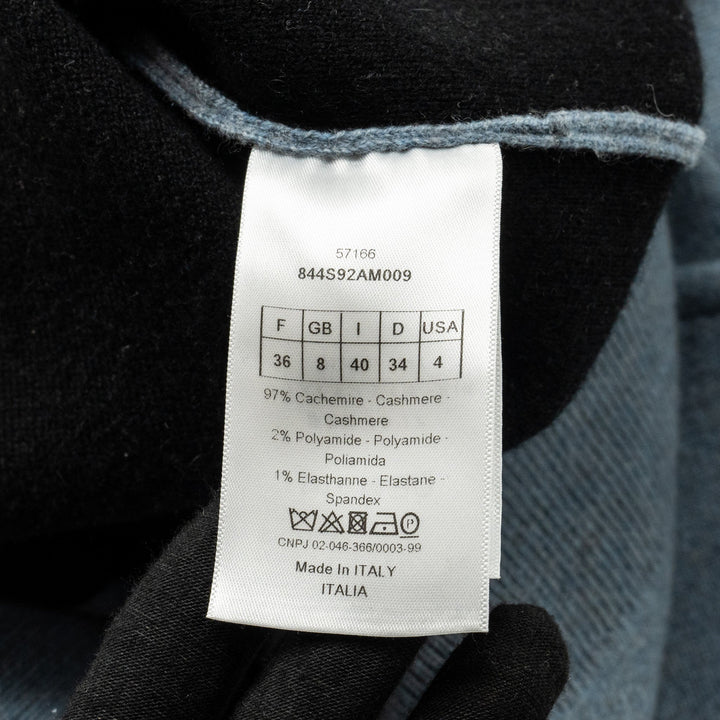 57166
844S92AM009
F GB I D USA
36 8 40 34 4
97% Cachemire - Cashmere -
Cashmere
2% Polyamide - Polyamide -
Poliamida
1% Elasthanne - Elastane -
Spandex
P
CNPJ 02-046-366/0003-99
Made In ITALY
ITALIA